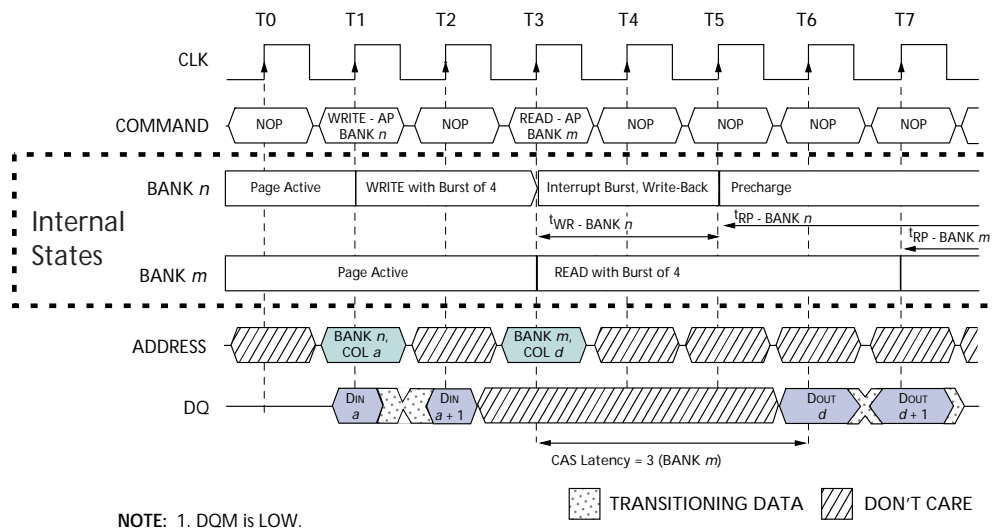 T0 T1 T2 T3 T4 T5 T6 T7
CLK
COMMAND NOP WRITE - AP BANK n NOP READ - AP BANK m NOP NOP NOP NOP
Internal States
BANK n Page Active WRITE with Burst of 4 Interrupt Burst, Write-Back Precharge
tWR - BANK n tRP - BANK n
tRP - BANK m
BANK m Page Active READ with Burst of 4
ADDRESS BANK n, COL a BANK m, COL d
DQ DIN a DIN a + 1 DOUT d DOUT d + 1
CAS Latency = 3 (BANK m)
TRANSITIONING DATA DON'T CARE
NOTE: 1. DQM is LOW.